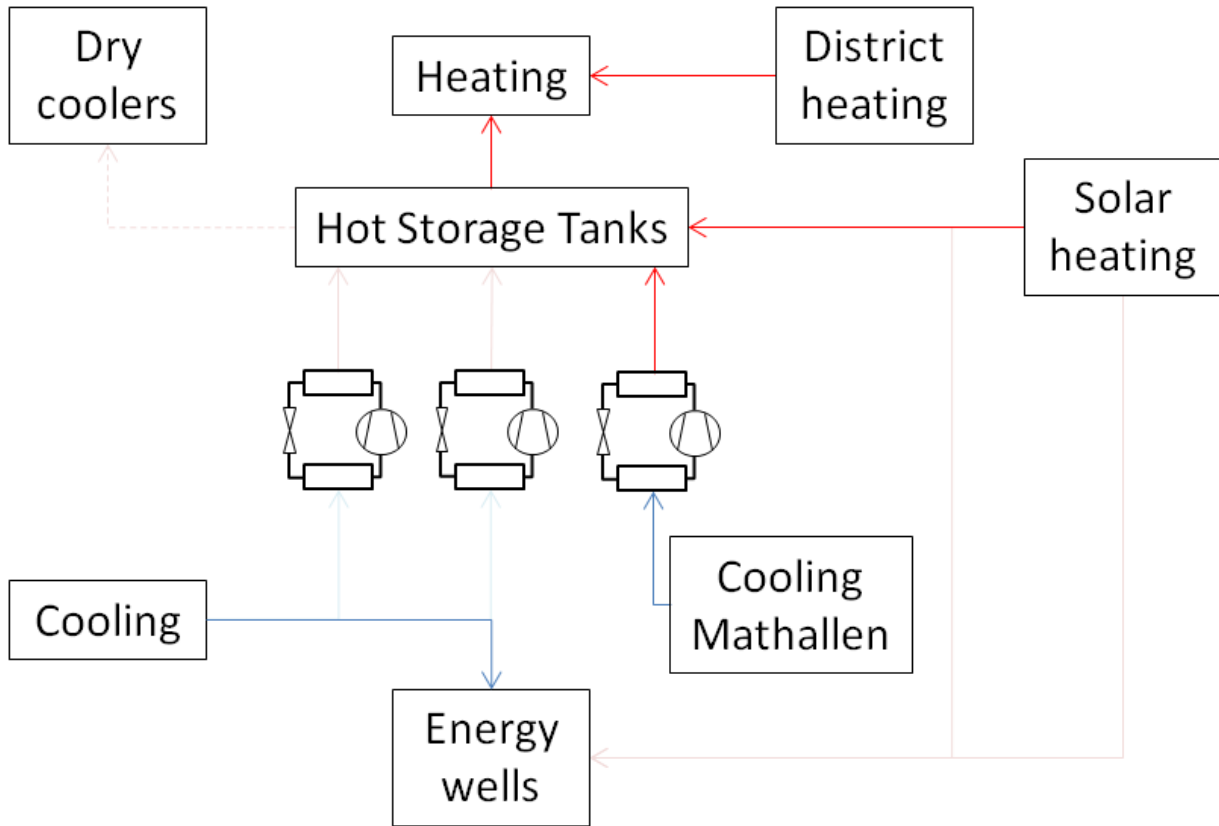 Dry
coolers
Heating
District
heating
Hot Storage Tanks
Solar
heating
Cooling
Cooling
Mathallen
Energy
wells